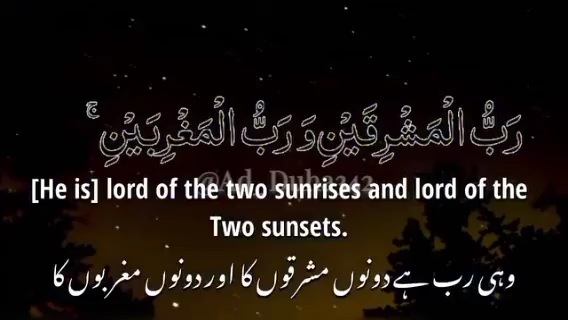 رَبُّ الْمَشْرِقَيْنِ وَ رَبُّ الْمَغْرِبَيْنِ ۚ
@Ad_Duha342
[He is] lord of the two sunrises and lord of the
Two sunsets.
وہی رب ہے دونوں مشرقوں کا اور دونوں مغربوں کا